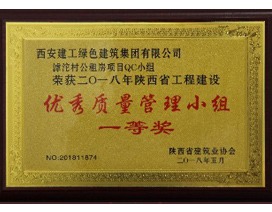 西安建工绿色建筑集团有限公司
滹沱村公租房项目QC小组
荣获二〇一八年陕西省工程建设
优秀质量管理小组
一等奖
NO:201811874
陕西省建筑业协会
二〇一八年五月